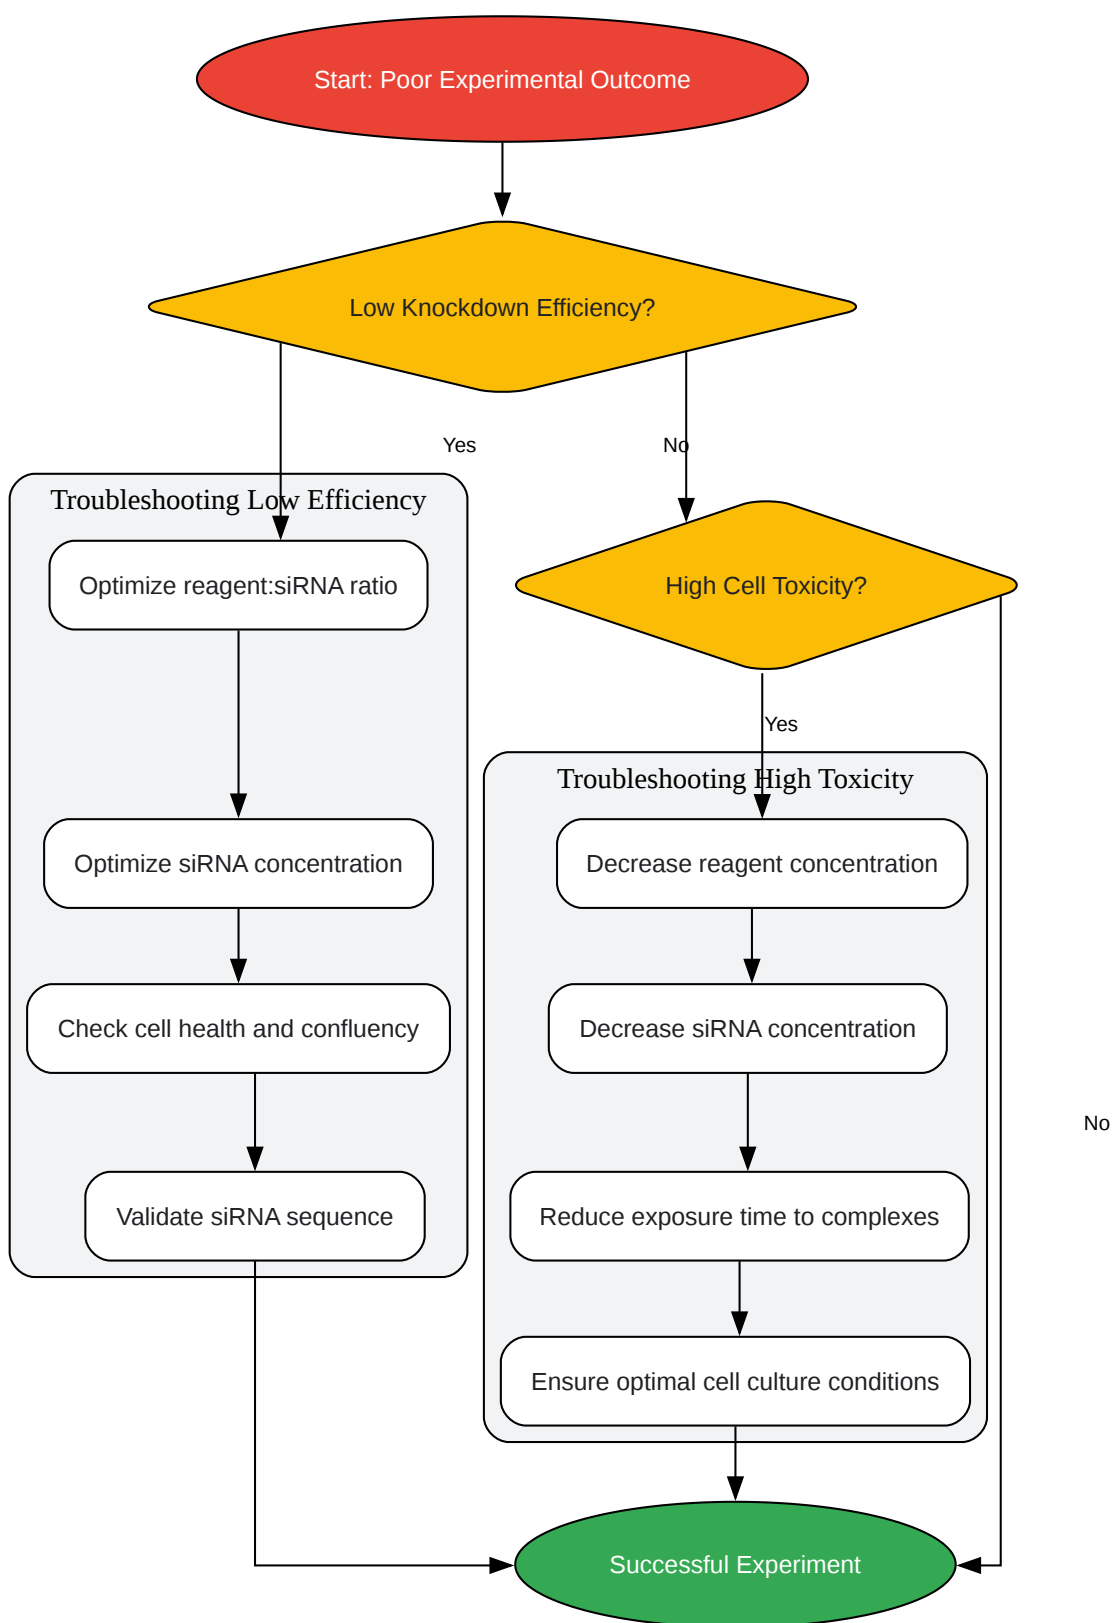 Start: Poor Experimental Outcome
Low Knockdown Efficiency?
Yes
No
Troubleshooting Low Efficiency
Optimize reagent:siRNA ratio
High Cell Toxicity?
Yes
Troubleshooting High Toxicity
Optimize siRNA concentration
Decrease reagent concentration
Check cell health and confluency
Decrease siRNA concentration
No
Validate siRNA sequence
Reduce exposure time to complexes
Ensure optimal cell culture conditions
Successful Experiment